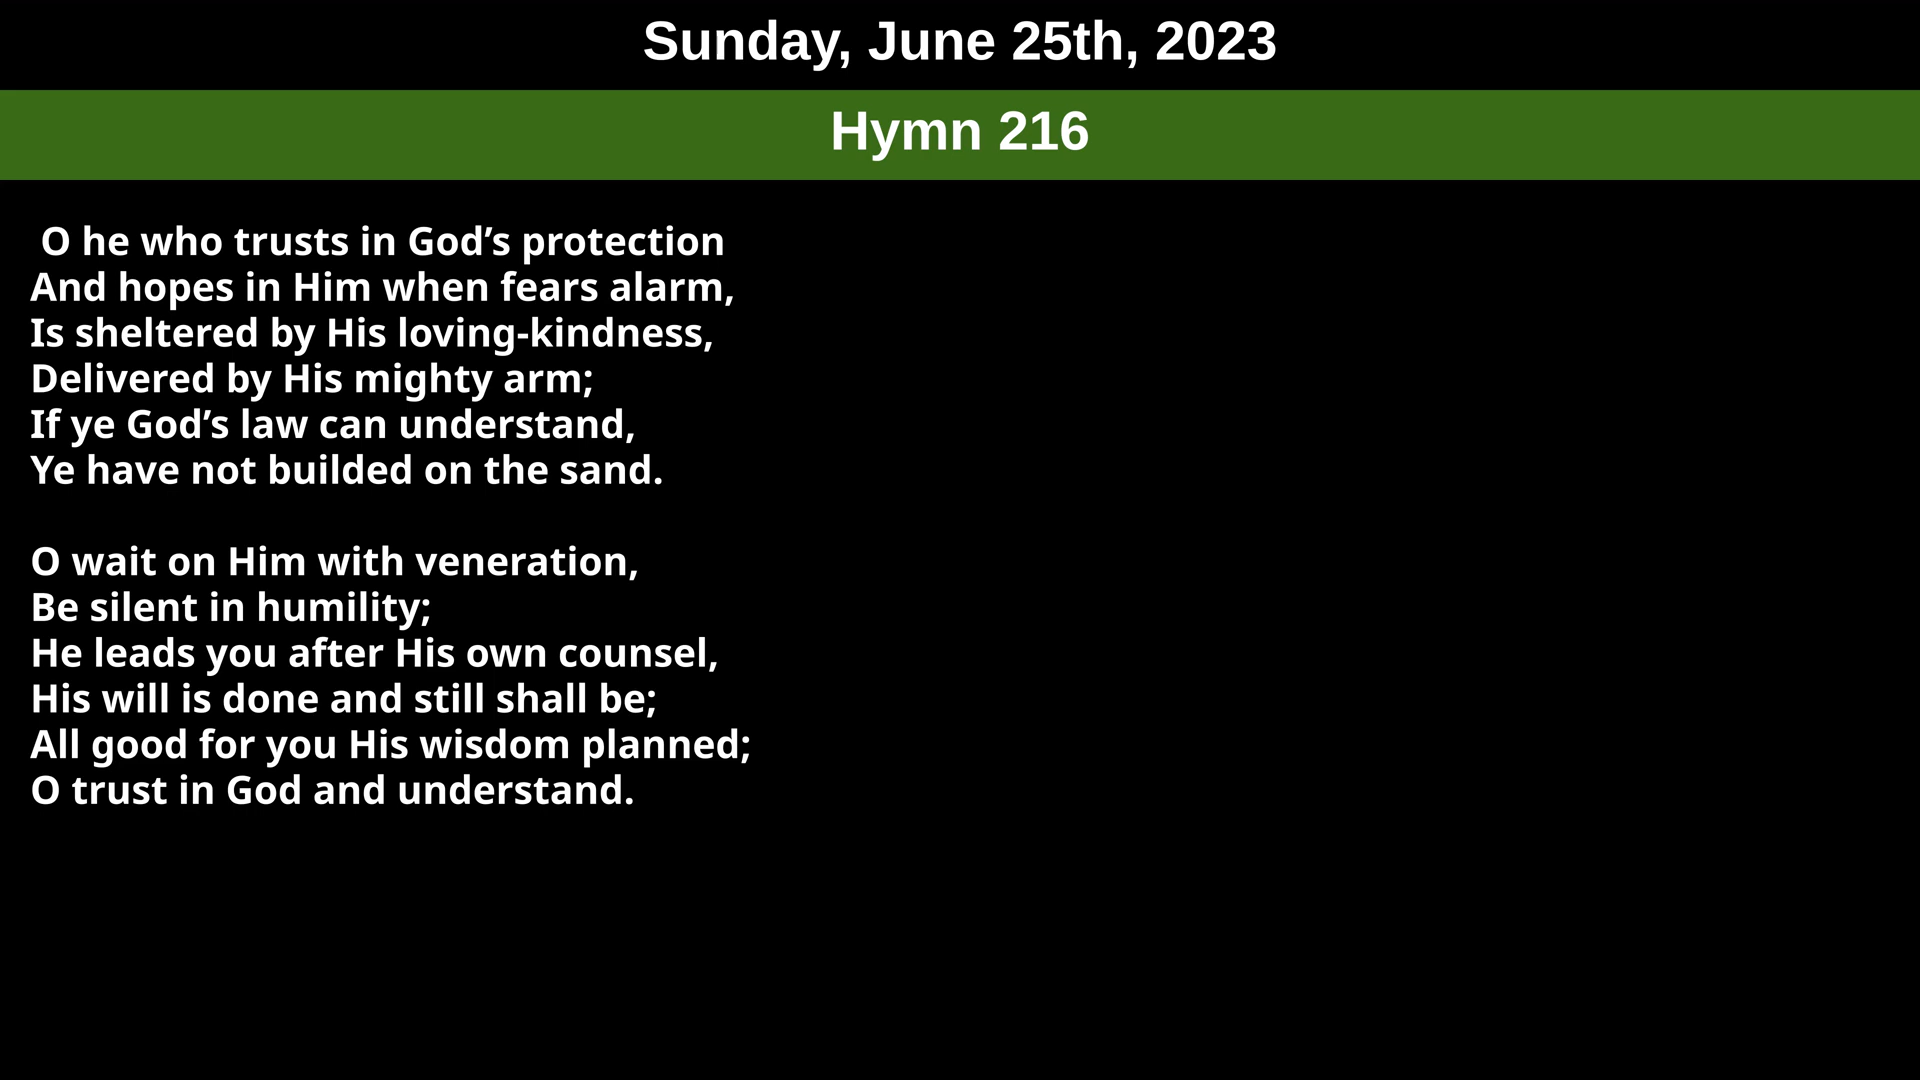 Sunday, June 25th, 2023
Hymn 216
O he who trusts in God’s protection
And hopes in Him when fears alarm,
Is sheltered by His loving-kindness,
Delivered by His mighty arm;
If ye God’s law can understand,
Ye have not builded on the sand.
O wait on Him with veneration,
Be silent in humility;
He leads you after His own counsel,
His will is done and still shall be;
All good for you His wisdom planned;
O trust in God and understand.